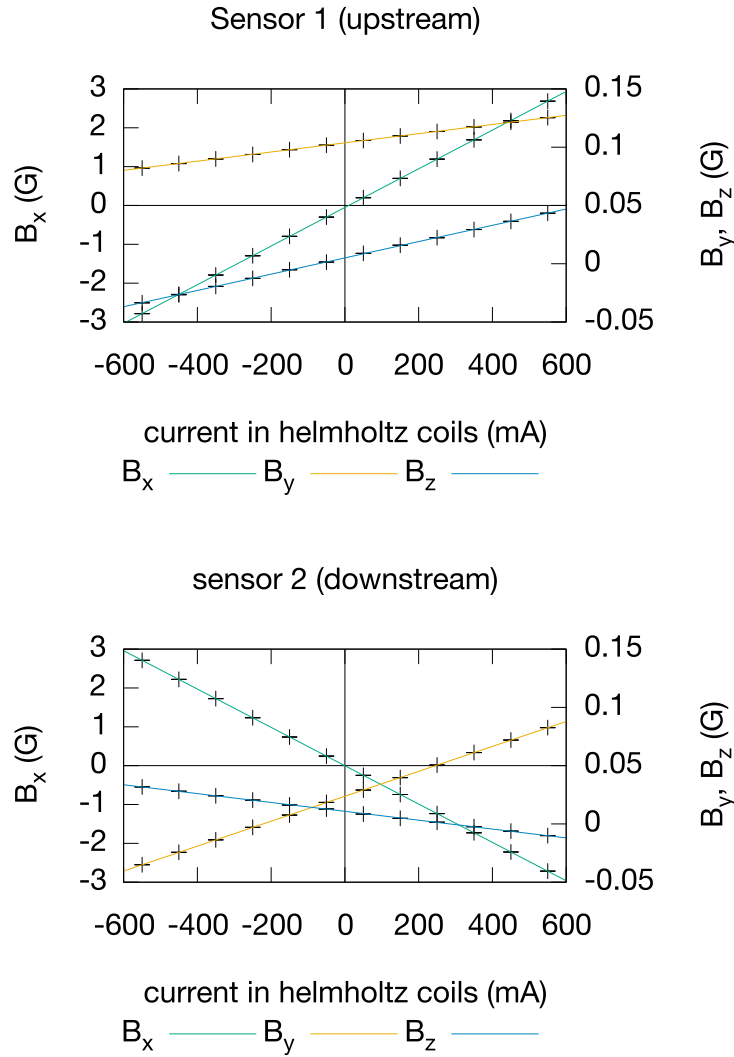 Sensor 1 (upstream)
3
2
1
0
-1
-2
-3
B_x (G)
0.15
0.1
0.05
0
-0.05
B_y, B_z (G)
-600 -400 -200 0 200 400 600
current in helmholtz coils (mA)
B_x B_y B_z
sensor 2 (downstream)
3
2
1
0
-1
-2
-3
B_x (G)
0.15
0.1
0.05
0
-0.05
B_y, B_z (G)
-600 -400 -200 0 200 400 600
current in helmholtz coils (mA)
B_x B_y B_z